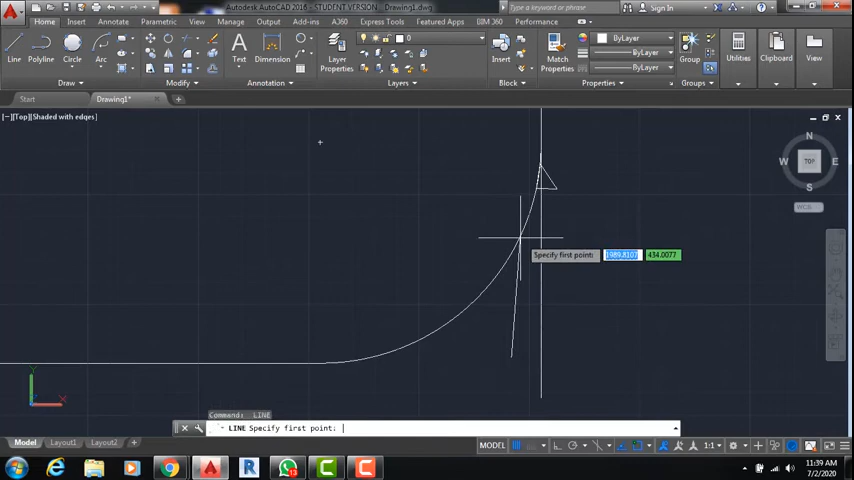 Autodesk AutoCAD 2016 - STUDENT VERSION Drawing1.dwg
Type a keyword or phrase
Sign In
Home Insert Annotate Parametric View Manage Output Add-ins A360 Express Tools Featured Apps BIM 360 Performance
Line Polyline Circle Arc Text Dimension Layer Properties 0 Insert Match Properties ByLayer Group Utilities Clipboard View
ByLayer
ByLayer
Draw Modify Annotation Layers Block Properties Groups
Start Drawing1*
[−][Top][Shaded with edges]
N
W TOP E
S
WCS
Specify first point: 1989.8107 434.0077
Y
X
Command: LINE
LINE Specify first point:
Model Layout1 Layout2 MODEL 1:1
13
11:39 AM
7/2/2020